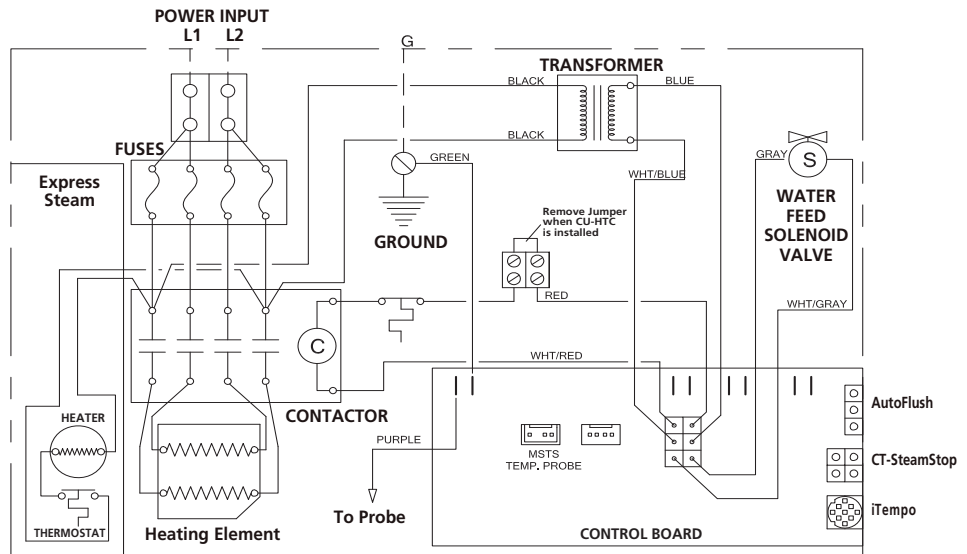 POWER INPUT
L1 L2
G
TRANSFORMER
BLACK
BLUE
BLACK
FUSES
GREEN
GRAY
S
Express
Steam
WHT/BLUE
WATER
FEED
SOLENOID
VALVE
Remove Jumper
when CU-HTC
is installed
GROUND
RED
WHT/GRAY
C
WHT/RED
CONTACTOR
AutoFlush
HEATER
PURPLE
MSTS
TEMP. PROBE
CT-SteamStop
iTempo
To Probe
THERMOSTAT
Heating Element
CONTROL BOARD